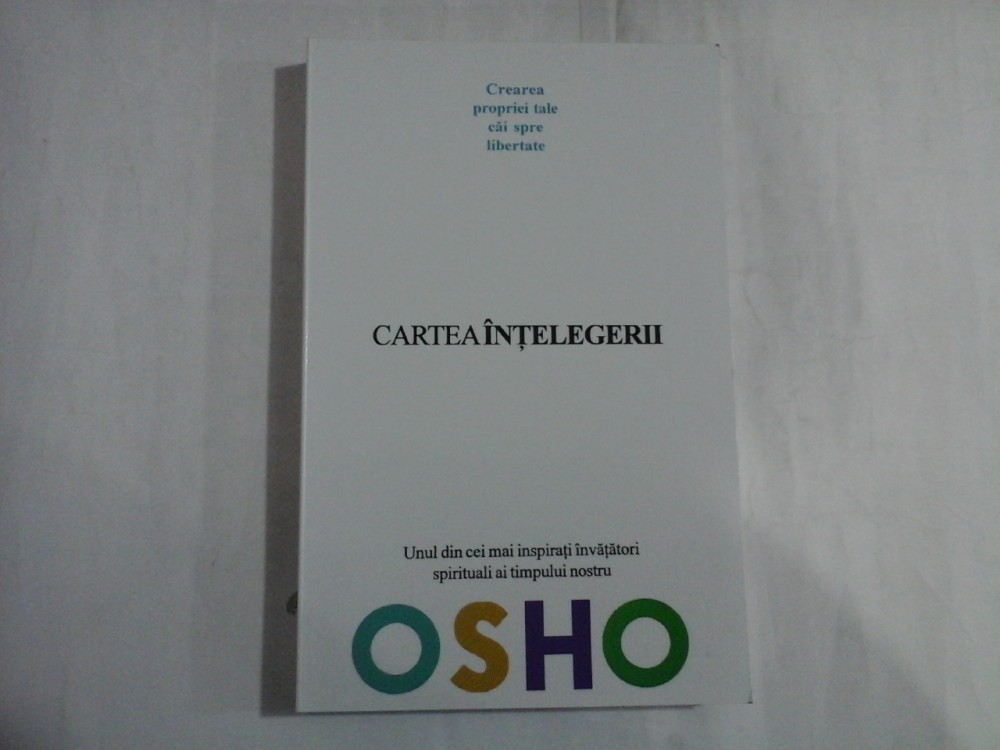 Crearea
propriei tale
căi spre
libertate
CARTEA ÎNȚELEGERII
Unul din cei mai inspirați învățători
spirituali ai timpului nostru
OSHO